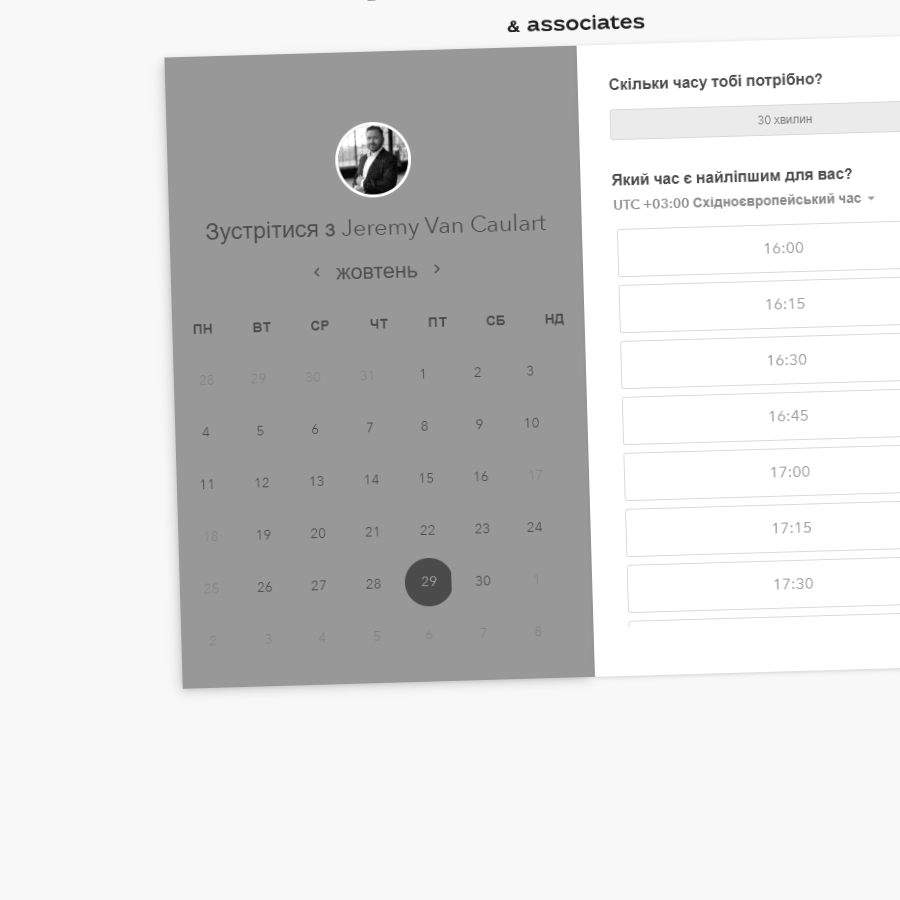 & associates
Зустрітися з Jeremy Van Caulart
‹ жовтень ›
ПН ВТ СР ЧТ ПТ СБ НД
28 29 30 31 1 2 3
4 5 6 7 8 9 10
11 12 13 14 15 16 17
18 19 20 21 22 23 24
25 26 27 28 29 30 1
2 3 4 5 6 7 8
Скільки часу тобі потрібно?
30 хвилин
Який час є найліпшим для вас?
UTC +03:00 Східноєвропейський час
16:00
16:15
16:30
16:45
17:00
17:15
17:30